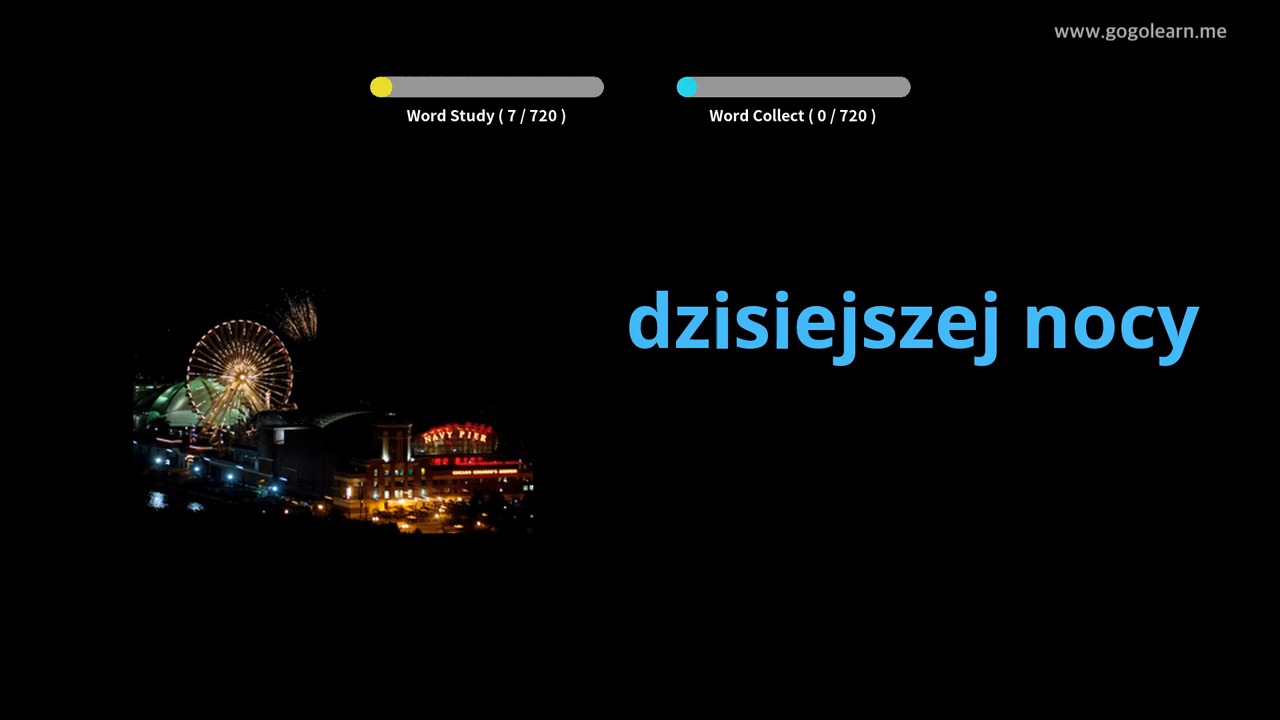 www.gogolearn.me
Word Study ( 7 / 720 )
Word Collect ( 0 / 720 )
dzisiejszej nocy
NAVY PIER